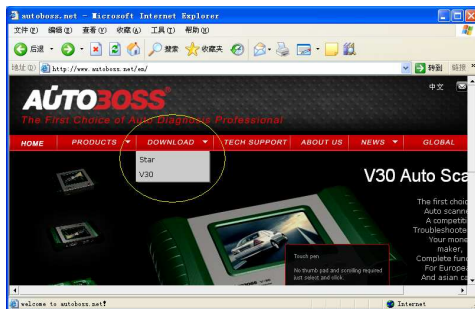 autoboss.net - Microsoft Internet Explorer
文件(F) 编辑(E) 查看(V) 收藏(A) 工具(T) 帮助(H)
后退 搜索 收藏夹
地址(D) http://www.autoboss.net/en/ 转到 链接 »
中文
AUTOBOSS
The First Choice of Auto Diagnosis Professional
HOME PRODUCTS DOWNLOAD TECH SUPPORT ABOUT US NEWS GLOBAL
Star
V30
V30 Auto Sca
The first choic
Auto scanne
A competiti
Troubleshoote
Your mone
maker,
Complete func
For Europea
And asian ca
Touch pen
No thumb pad and scrolling required
just select and click.
welcome to autoboss.net! Internet